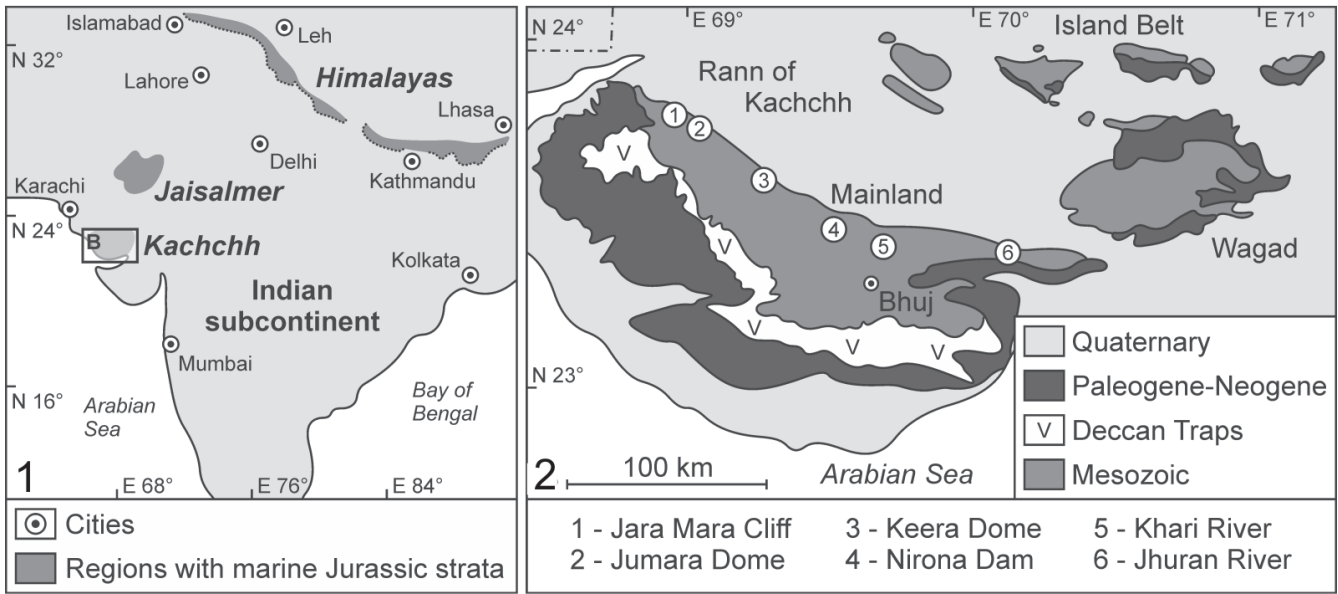 Islamabad
Leh
N 32°
Lahore
Himalayas
Lhasa
Delhi
Kathmandu
Jaisalmer
Karachi
N 24°
B
Kachchh
Kolkata
Indian
subcontinent
Mumbai
N 16°
Arabian
Sea
Bay of
Bengal
1
E 68°
E 76°
E 84°
Cities
Regions with marine Jurassic strata
N 24°
E 69°
E 70°
E 71°
Island Belt
Rann of
Kachchh
1
2
V
3
Mainland
4
5
6
V
Wagad
Bhuj
V
V
V
N 23°
100 km
2
Arabian Sea
Quaternary
Paleogene-Neogene
V Deccan Traps
Mesozoic
1 - Jara Mara Cliff
2 - Jumara Dome
3 - Keera Dome
4 - Nirona Dam
5 - Khari River
6 - Jhuran River